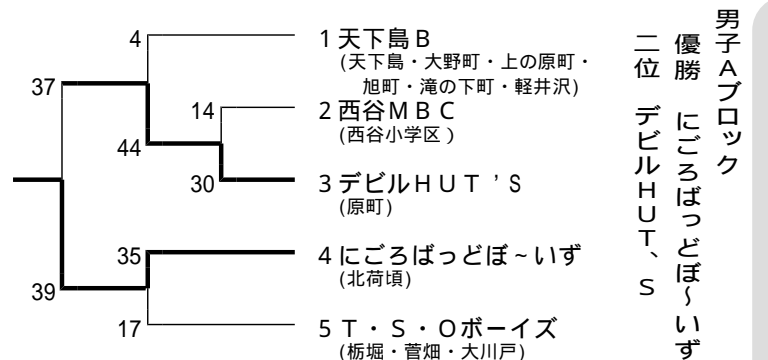 男子Aブロック
優勝　にごろばっどぼ～いず
二位　デビルHUT、S
4
1 天下島B
(天下島・大野町・上の原町・
旭町・滝の下町・軽井沢)
37
14
2 西谷MBC
(西谷小学区)
44
30
3 デビルHUT'S
(原町)
35
4 にごろばっどぼ~いず
(北荷頃)
39
17
5 T・S・Oボーイズ
(栃堀・菅畑・大川戸)